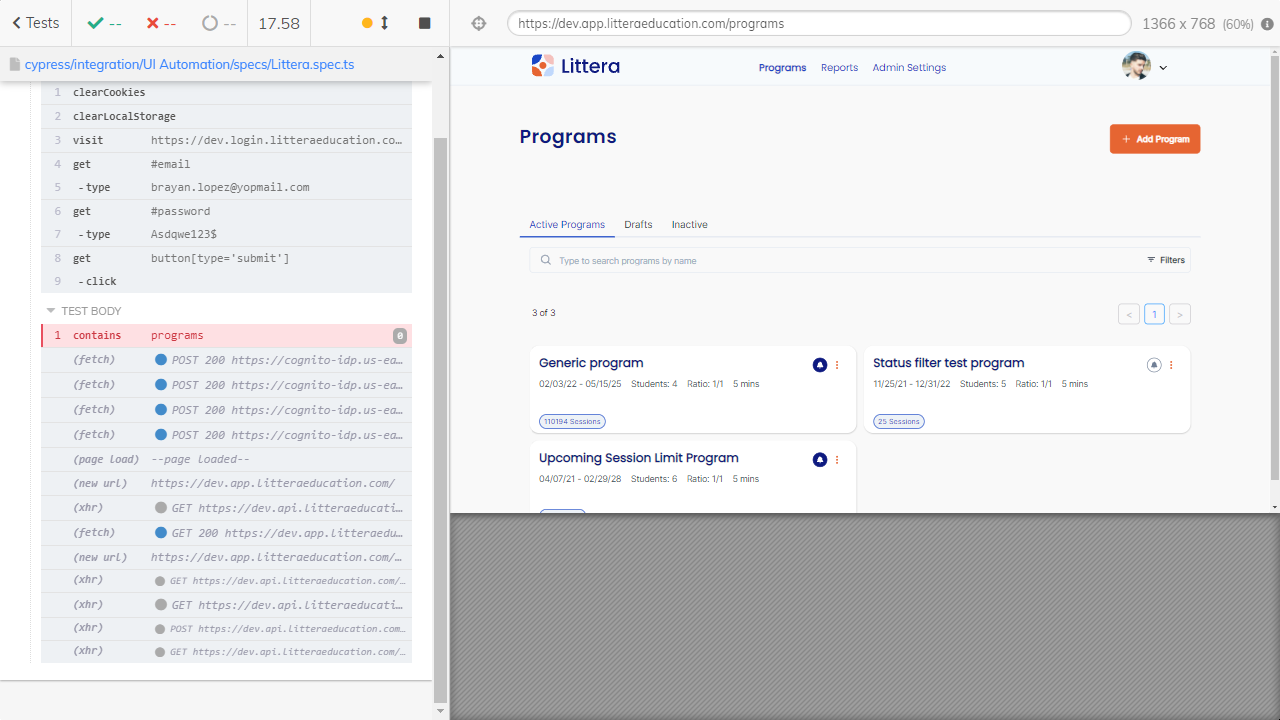 Tests
--
--
--
17.58
https://dev.app.litteraeducation.com/programs
1366 x 768 (60%)
cypress/integration/UI Automation/specs/Littera.spec.ts
1 clearCookies
2 clearLocalStorage
3 visit https://dev.login.litteraeducation.co…
4 get #email
5 -type brayan.lopez@yopmail.com
6 get #password
7 -type Asdqwe123$
8 get button[type='submit']
9 -click
TEST BODY
1 contains programs 0
(fetch) POST 200 https://cognito-idp.us-ea…
(fetch) POST 200 https://cognito-idp.us-ea…
(fetch) POST 200 https://cognito-idp.us-ea…
(fetch) POST 200 https://cognito-idp.us-ea…
(page load) --page loaded--
(new url) https://dev.app.litteraeducation.com/
(xhr) GET https://dev.api.litteraeducati…
(fetch) GET 200 https://dev.app.litteraedu…
(new url) https://dev.app.litteraeducation.com/…
(xhr) GET https://dev.api.litteraeducation.com/…
(xhr) GET https://dev.api.litteraeducati…
(xhr) POST https://dev.api.litteraeducation.com…
(xhr) GET https://dev.api.litteraeducation.com/…
Littera
Programs Reports Admin Settings
Programs
+ Add Program
Active Programs Drafts Inactive
Type to search programs by name
Filters
3 of 3
< 1 >
Generic program
02/03/22 - 05/15/25 Students: 4 Ratio: 1/1 5 mins
110194 Sessions
Status filter test program
11/25/21 - 12/31/22 Students: 5 Ratio: 1/1 5 mins
25 Sessions
Upcoming Session Limit Program
04/07/21 - 02/29/28 Students: 6 Ratio: 1/1 5 mins